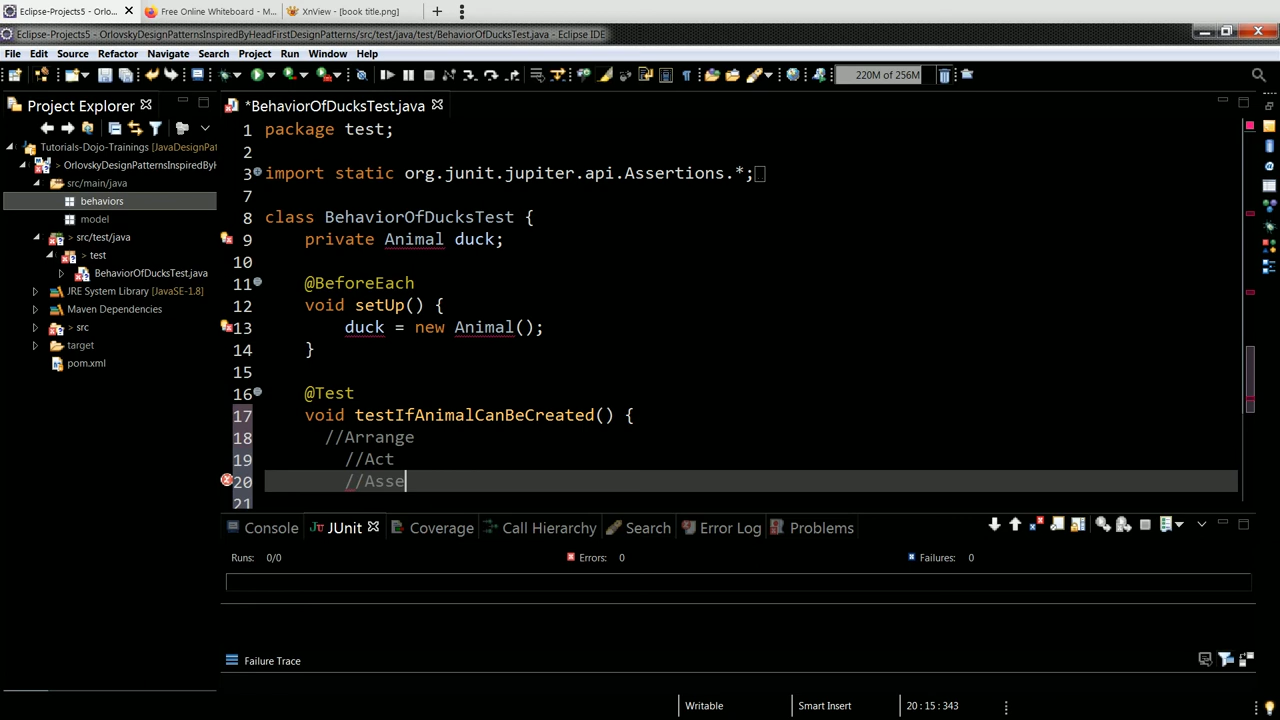 Eclipse-Projects5 - Orlo... Free Online Whiteboard - M... XnView - [book title.png]
Eclipse-Projects5 - OrlovskyDesignPatternsInspiredByHeadFirstDesignPatterns/src/test/java/test/BehaviorOfDucksTest.java - Eclipse IDE
File Edit Source Refactor Navigate Search Project Run Window Help
220M of 256M
Project Explorer
*BehaviorOfDucksTest.java
Tutorials-Dojo-Trainings [JavaDesignPat
OrlovskyDesignPatternsInspiredByH
src/main/java
behaviors
model
src/test/java
test
BehaviorOfDucksTest.java
JRE System Library [JavaSE-1.8]
Maven Dependencies
src
target
pom.xml
1 package test;
2
3 import static org.junit.jupiter.api.Assertions.*;
7
8 class BehaviorOfDucksTest {
9 private Animal duck;
10
11 @BeforeEach
12 void setUp() {
13 duck = new Animal();
14 }
15
16 @Test
17 void testIfAnimalCanBeCreated() {
18 //Arrange
19 //Act
20 //Asse
21
Console JUnit Coverage Call Hierarchy Search Error Log Problems
Runs: 0/0 Errors: 0 Failures: 0
Failure Trace
Writable Smart Insert 20 : 15 : 343